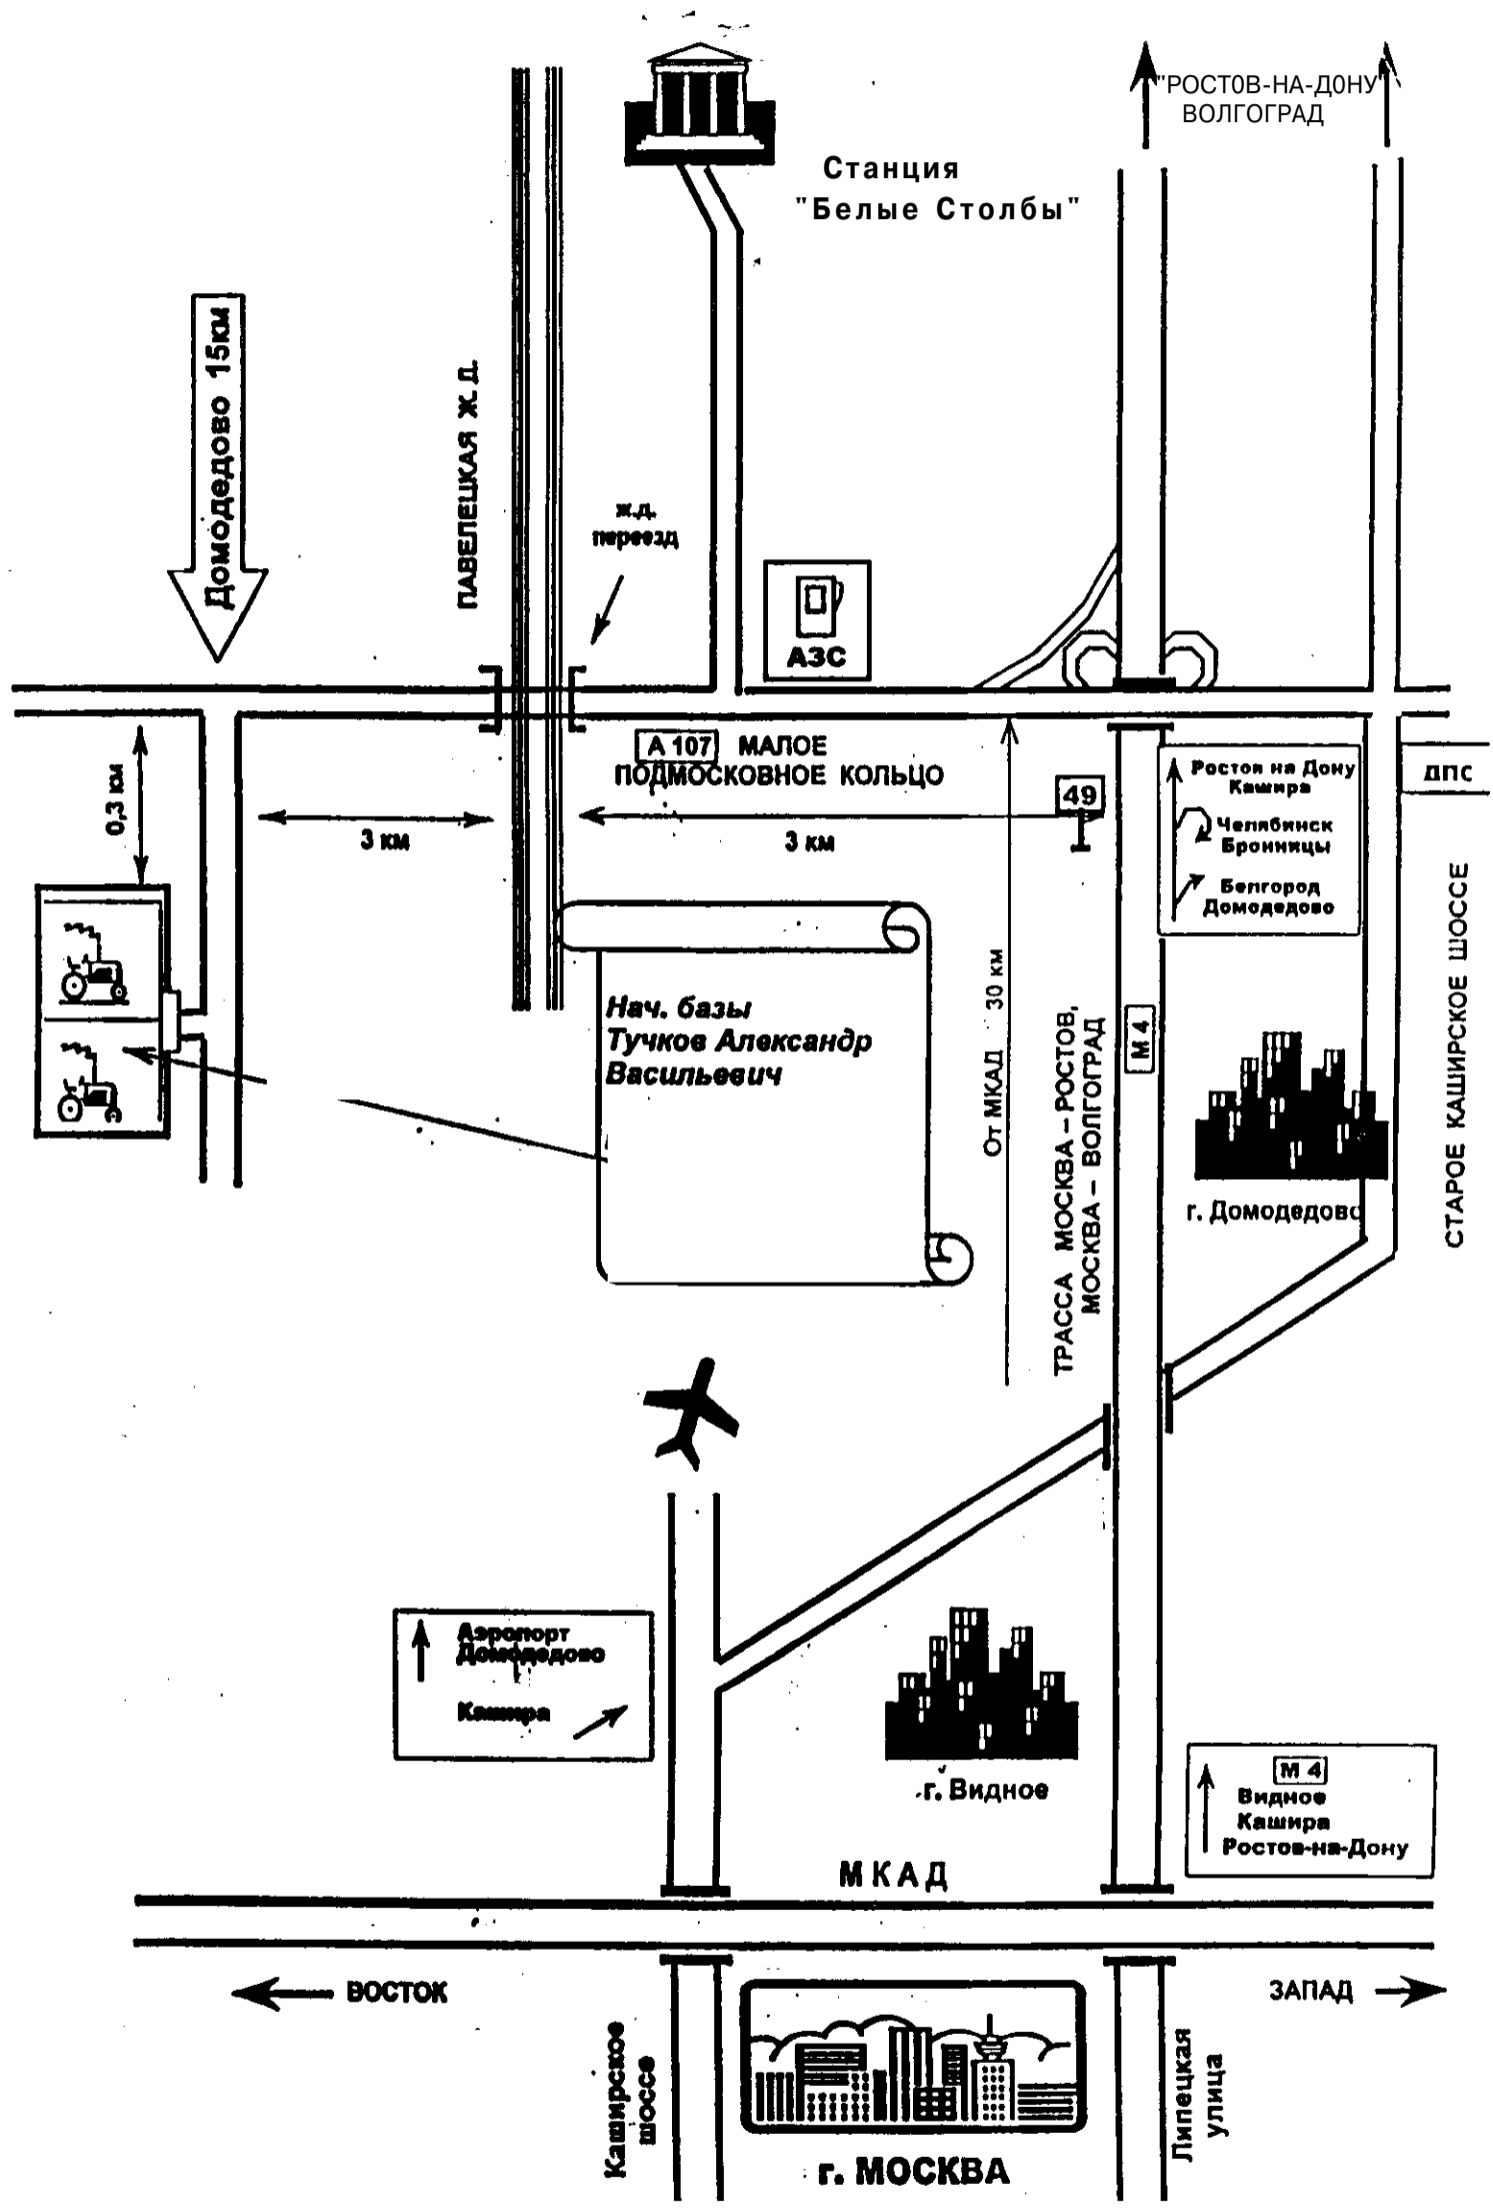 "РОСТОВ-НА-ДОНУ"
ВОЛГОГРАД
Станция
"Белые Столбы"
Домодедово 15км
ПАВЕЛЕЦКАЯ Ж.Д.
ж.д.
переезд
АЗС
А 107 МАЛОЕ
ПОДМОСКОВНОЕ КОЛЬЦО
0,3 км
3 км
3 км
49
Ростов на Дону
Кашира
Челябинск
Бронницы
Белгород
Домодедово
ДПС
СТАРОЕ КАШИРСКОЕ ШОССЕ
Нач. базы
Тучков Александр
Васильевич
От МКАД 30 км
ТРАССА МОСКВА – РОСТОВ,
МОСКВА – ВОЛГОГРАД
М 4
г. Домодедово
Аэропорт
Домодедово
Кашира
г. Видное
М 4
Видное
Кашира
Ростов-на-Дону
МКАД
ВОСТОК
ЗАПАД
Каширское
шоссе
Липецкая
улица
г. МОСКВА